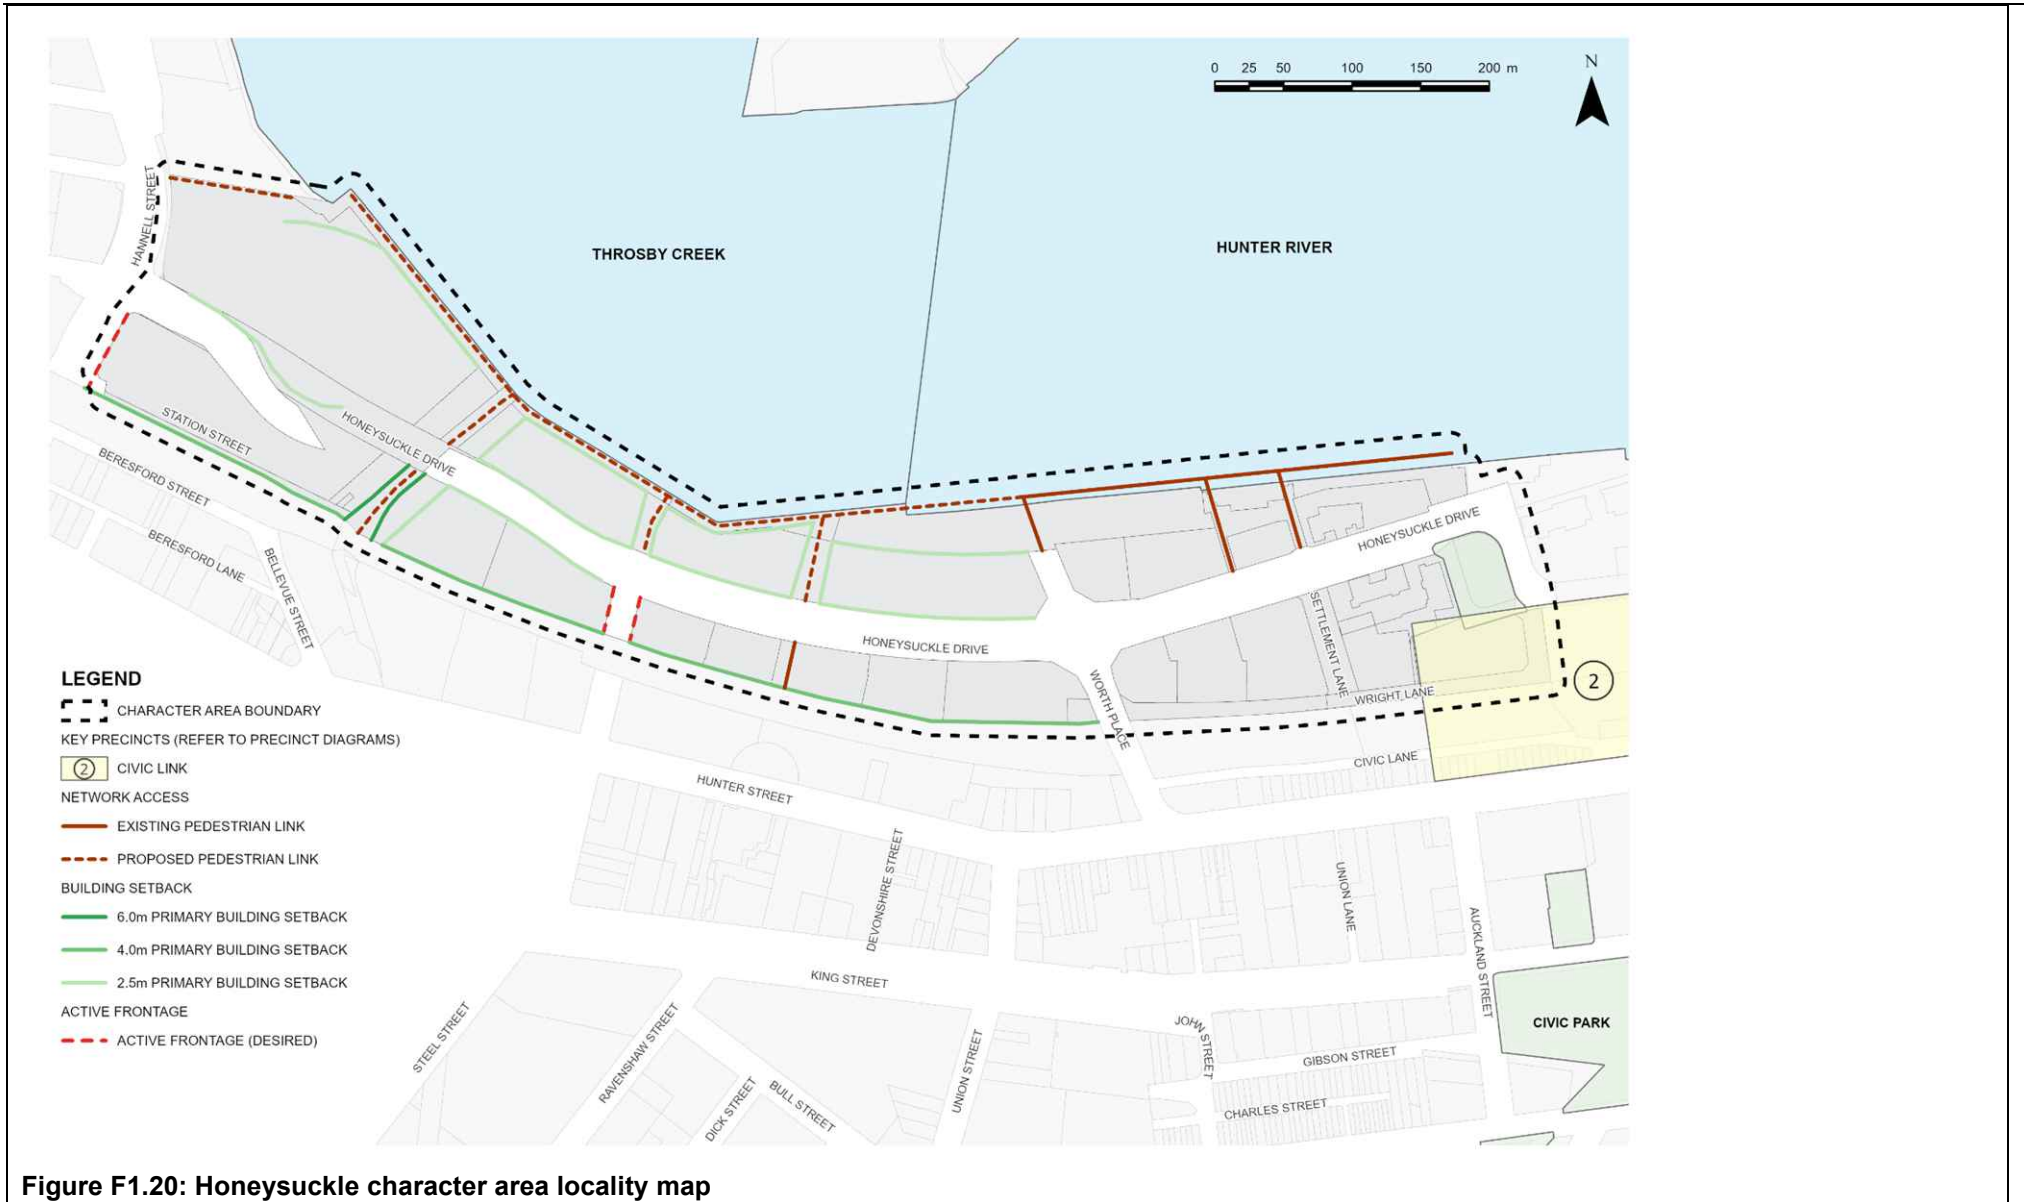 0 25 50 100 150 200 m
N
HANNELL STREET
THROSBY CREEK
HUNTER RIVER
STATION STREET
HONEYSUCKLE DRIVE
BERESFORD STREET
BERESFORD LANE
BELLEVUE STREET
HONEYSUCKLE DRIVE
HONEYSUCKLE DRIVE
SETTLEMENT LANE
WORTH PLACE
WRIGHT LANE
2
CIVIC LANE
LEGEND
CHARACTER AREA BOUNDARY
KEY PRECINCTS (REFER TO PRECINCT DIAGRAMS)
2 CIVIC LINK
NETWORK ACCESS
EXISTING PEDESTRIAN LINK
PROPOSED PEDESTRIAN LINK
BUILDING SETBACK
6.0m PRIMARY BUILDING SETBACK
4.0m PRIMARY BUILDING SETBACK
2.5m PRIMARY BUILDING SETBACK
ACTIVE FRONTAGE
ACTIVE FRONTAGE (DESIRED)
HUNTER STREET
DEVONSHIRE STREET
UNION LANE
AUCKLAND STREET
KING STREET
STEEL STREET
RAVENSHAW STREET
DICK STREET
BULL STREET
UNION STREET
JOHN STREET
GIBSON STREET
CHARLES STREET
CIVIC PARK
Figure F1.20: Honeysuckle character area locality map